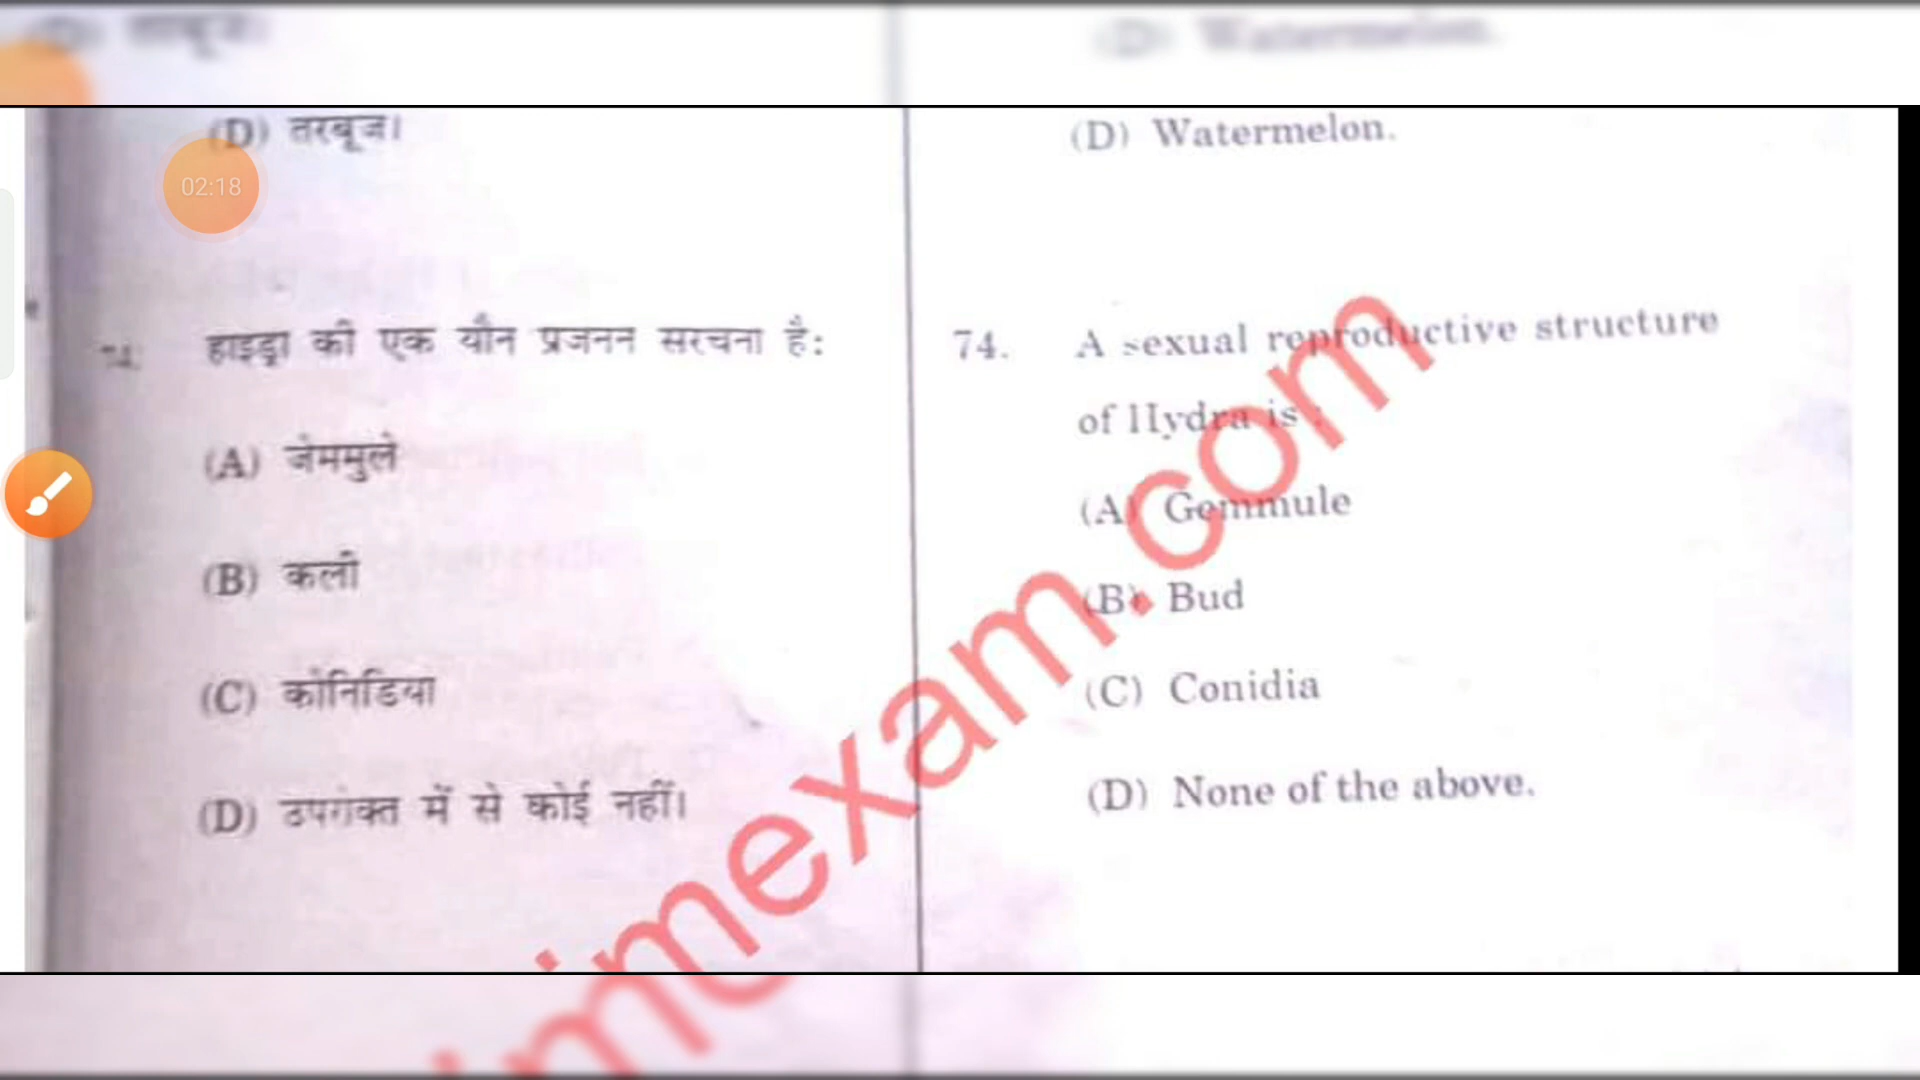 (D) तरबूज।
02:18
हाइड्रा की एक यौन प्रजनन सरचना है:
(A) जेममुले
(B) कली
(C) कोनिडिया
(D) उपरोक्त में से कोई नहीं।
(D) Watermelon.
74. A sexual reproductive structure
of Hydra is :
(A) Gemmule
(B) Bud
(C) Conidia
(D) None of the above.
imexam.com